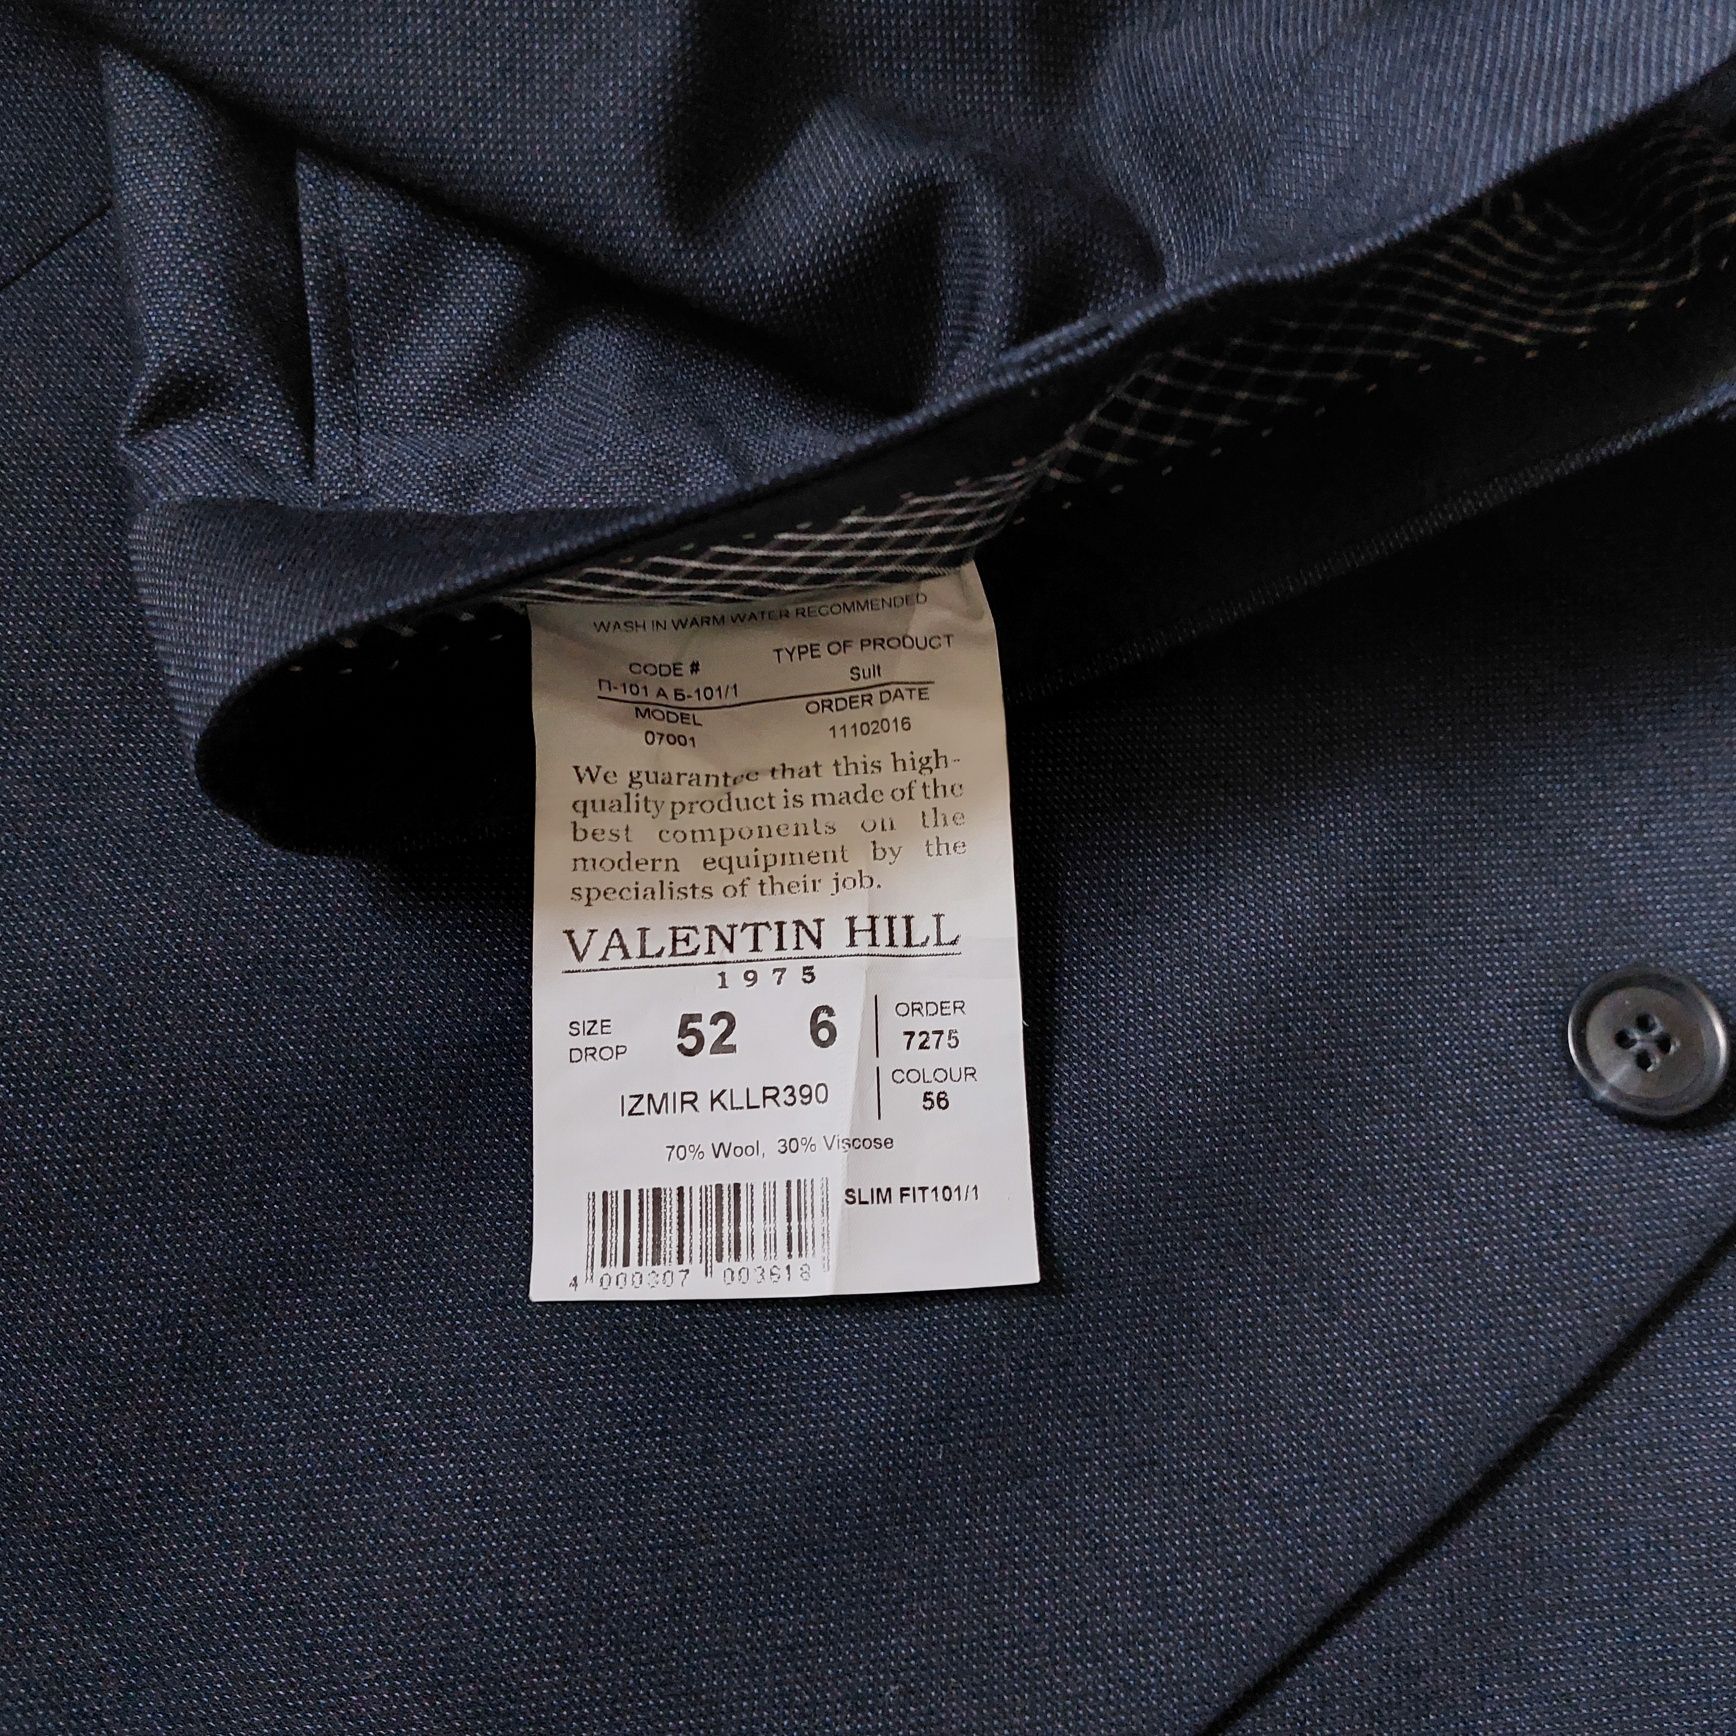 WASH IN WARM WATER RECOMMENDED
CODE # TYPE OF PRODUCT
П-101 А Б-101/1 Suit
MODEL ORDER DATE
07001 11102016
We guarantee that this high-
quality product is made of the
best components on the
modern equipment by the
specialists of their job.
VALENTIN HILL
1975
SIZE 52 6 ORDER
DROP 7275
IZMIR KLLR390 COLOUR
56
70% Wool, 30% Viscose
SLIM FIT101/1
4 000307 003618